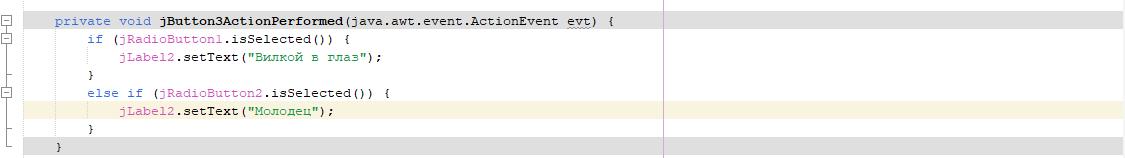 private void jButton3ActionPerformed(java.awt.event.ActionEvent evt) {
if (jRadioButton1.isSelected()) {
jLabel2.setText("Вилкой в глаз");
}
else if (jRadioButton2.isSelected()) {
jLabel2.setText("Молодец");
}
}